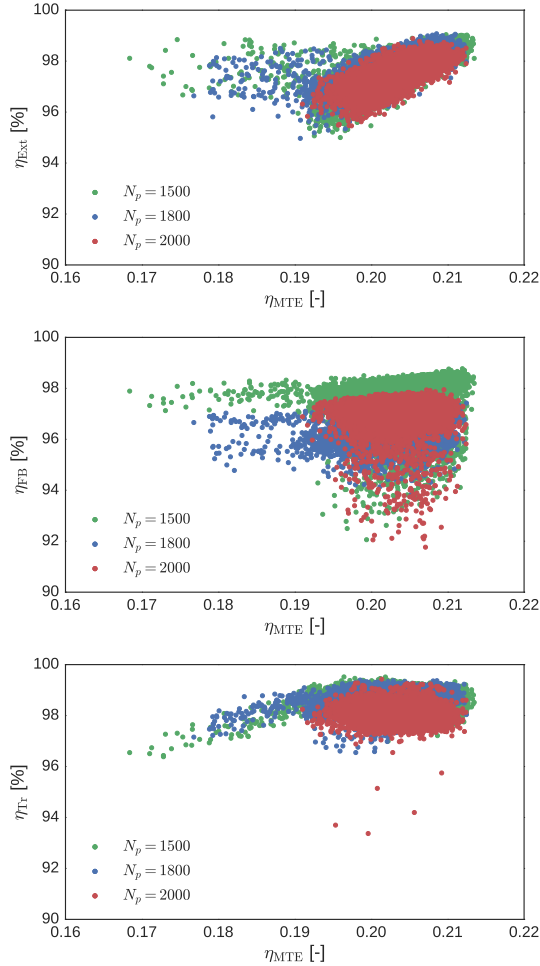 100
98
96
94
92
90
η_Ext [%]
N_p = 1500
N_p = 1800
N_p = 2000
0.16 0.17 0.18 0.19 0.20 0.21 0.22
η_MTE [-]
100
98
96
94
92
90
η_FB [%]
N_p = 1500
N_p = 1800
N_p = 2000
0.16 0.17 0.18 0.19 0.20 0.21 0.22
η_MTE [-]
100
98
96
94
92
90
η_Tr [%]
N_p = 1500
N_p = 1800
N_p = 2000
0.16 0.17 0.18 0.19 0.20 0.21 0.22
η_MTE [-]